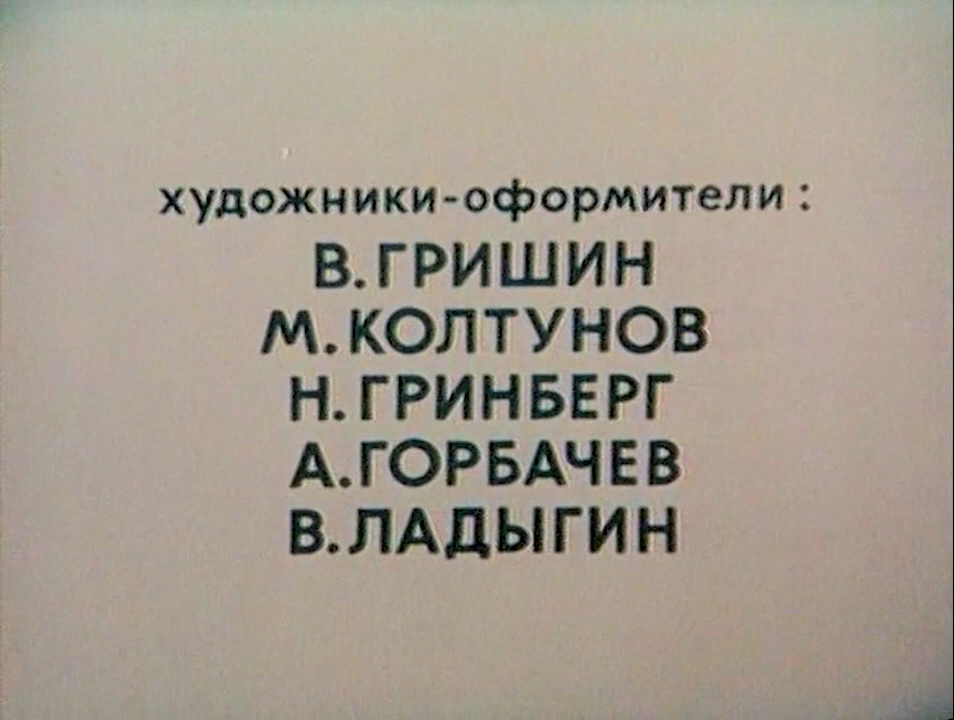 художники-оформители:
В.ГРИШИН
М.КОЛТУНОВ
Н.ГРИНБЕРГ
А.ГОРБАЧЕВ
В.ЛАДЫГИН